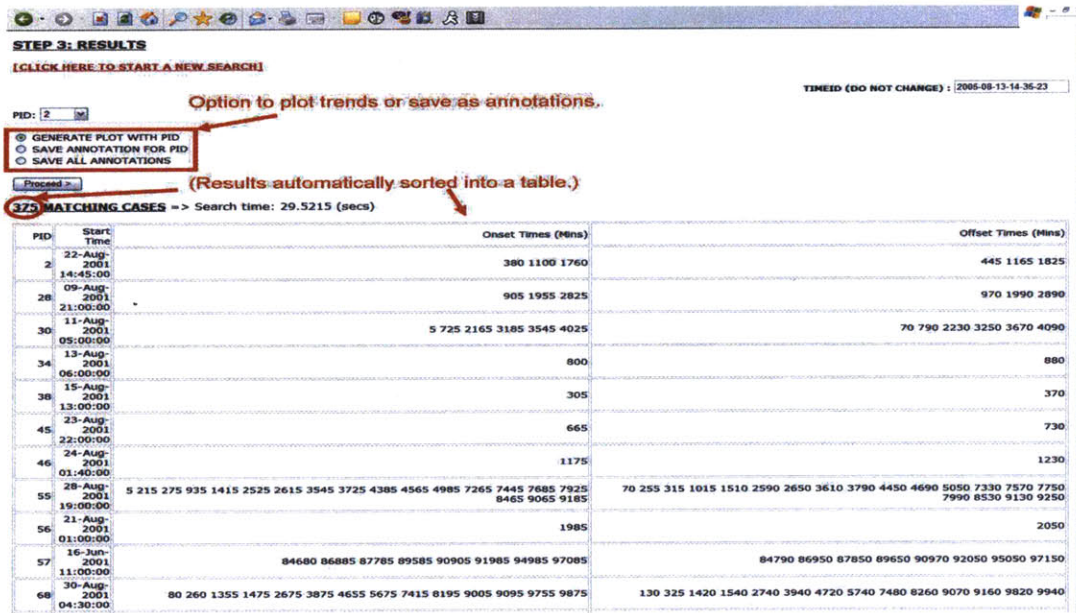 STEP 3: RESULTS
[CLICK HERE TO START A NEW SEARCH]
TIMEID (DO NOT CHANGE) : 2005-08-13-14-36-23
Option to plot trends or save as annotations.
PID: 2
GENERATE PLOT WITH PID
SAVE ANNOTATION FOR PID
SAVE ALL ANNOTATIONS
Proceed >
(Results automatically sorted into a table.)
375 MATCHING CASES => Search time: 29.5215 (secs)
PID Start Time Onset Times (Mins) Offset Times (Mins)
2 22-Aug-2001 14:45:00 380 1100 1760 445 1165 1825
28 09-Aug-2001 21:00:00 905 1955 2825 970 1990 2890
30 11-Aug-2001 05:00:00 5 725 2165 3185 3545 4025 70 790 2230 3250 3670 4090
34 13-Aug-2001 06:00:00 800 880
38 15-Aug-2001 13:00:00 305 370
45 23-Aug-2001 22:00:00 665 730
46 24-Aug-2001 01:40:00 1175 1230
55 28-Aug-2001 19:00:00 5 215 275 935 1415 2525 2615 3545 3725 4385 4565 4985 7265 7445 7685 7925 8465 9065 9185 70 255 315 1015 1510 2590 2650 3610 3790 4450 4690 5050 7330 7570 7750 7990 8530 9130 9250
56 21-Aug-2001 01:00:00 1985 2050
57 16-Jun-2001 11:00:00 84680 86885 87785 89585 90905 91985 94985 97085 84790 86950 87850 89650 90970 92050 95050 97150
68 30-Aug-2001 04:30:00 80 260 1355 1475 2675 3875 4655 5675 7415 8195 9005 9095 9755 9875 130 325 1420 1540 2740 3940 4720 5740 7480 8260 9070 9160 9820 9940